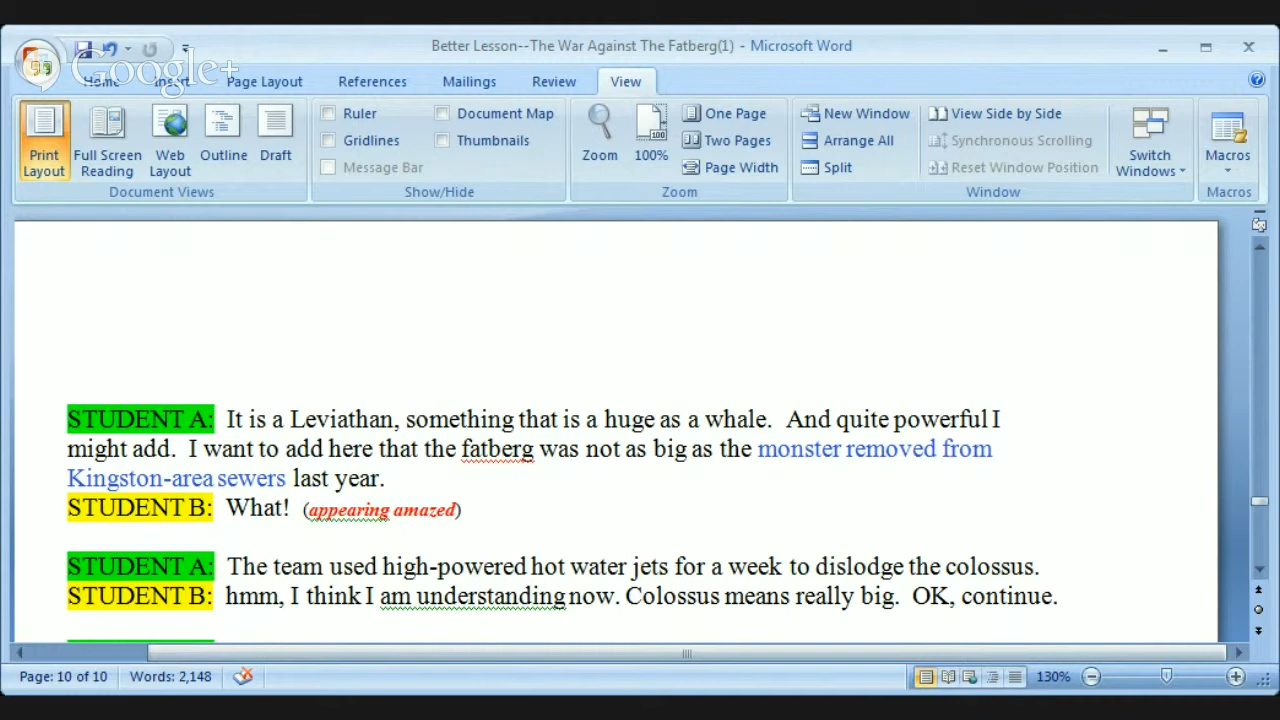 Better Lesson--The War Against The Fatberg(1) - Microsoft Word
Google+
Home Insert Page Layout References Mailings Review View
Print Layout
Full Screen Reading
Web Layout
Outline
Draft
Document Views
Ruler
Gridlines
Message Bar
Document Map
Thumbnails
Show/Hide
Zoom
100%
One Page
Two Pages
Page Width
Zoom
New Window
Arrange All
Split
View Side by Side
Synchronous Scrolling
Reset Window Position
Window
Switch Windows
Macros
Macros
STUDENT A: It is a Leviathan, something that is a huge as a whale. And quite powerful I
might add. I want to add here that the fatberg was not as big as the monster removed from
Kingston-area sewers last year.
STUDENT B: What! (appearing amazed)
STUDENT A: The team used high-powered hot water jets for a week to dislodge the colossus.
STUDENT B: hmm, I think I am understanding now. Colossus means really big. OK, continue.
Page: 10 of 10 Words: 2,148 130%